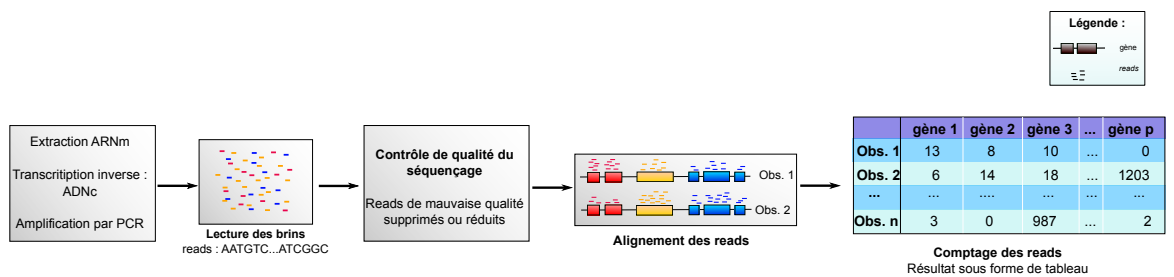 Légende :
gène
reads
Extraction ARNm
Transcritiption inverse :
ADNc
Amplification par PCR
Lecture des brins
reads : AATGTC...ATCGGC
Contrôle de qualité du
séquençage
Reads de mauvaise qualité
supprimés ou réduits
Obs. 1
Obs. 2
Alignement des reads
gène 1 gène 2 gène 3 ... gène p
Obs. 1 13 8 10 ... 0
Obs. 2 6 14 18 ... 1203
... ... .... ... ... ...
Obs. n 3 0 987 ... 2
Comptage des reads
Résultat sous forme de tableau